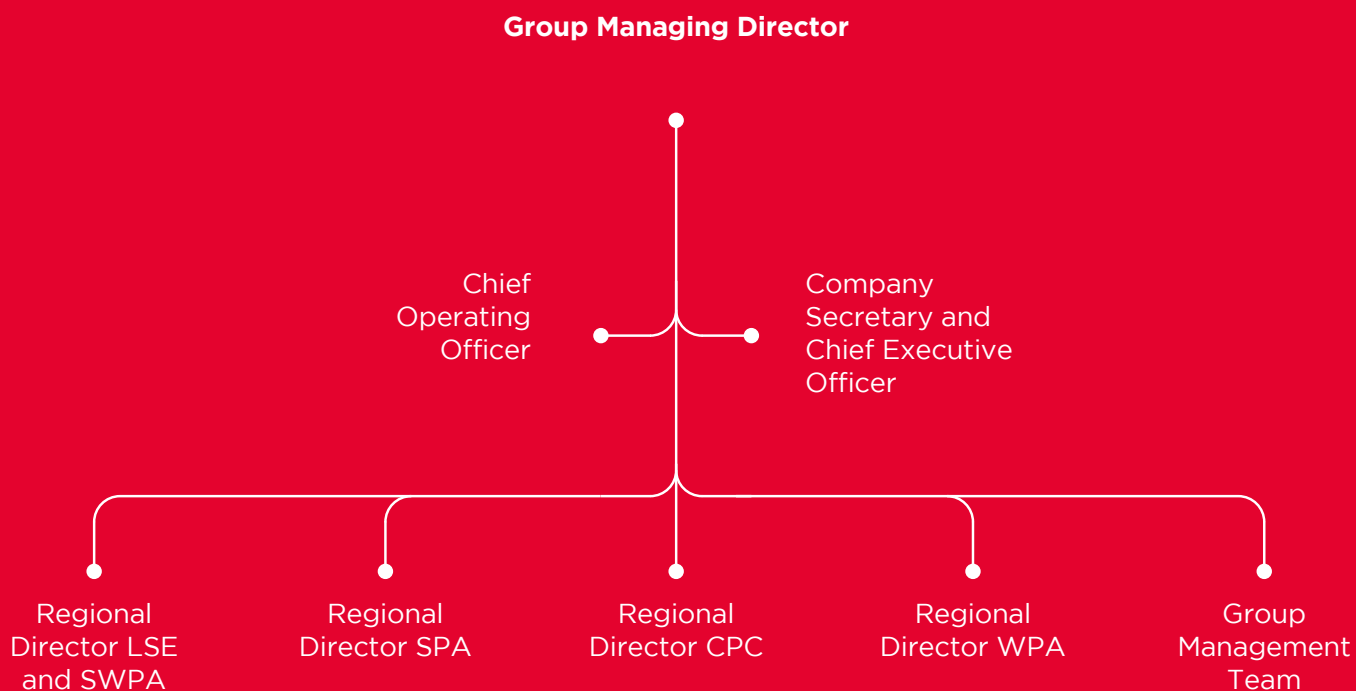 Group Managing Director
Chief
Operating
Officer
Company
Secretary and
Chief Executive
Officer
Regional
Director LSE
and SWPA
Regional
Director SPA
Regional
Director CPC
Regional
Director WPA
Group
Management
Team